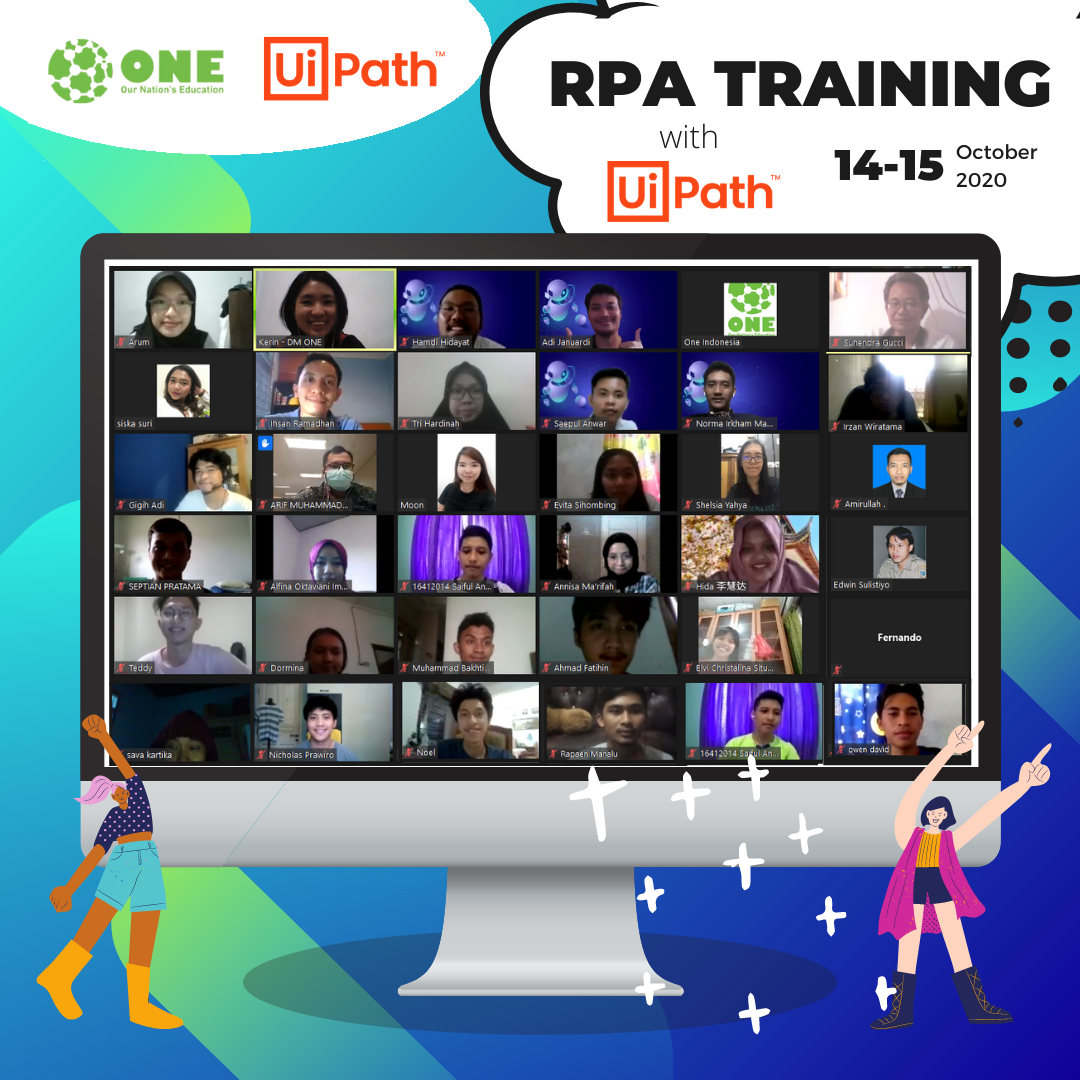 ONE
Our Nation's Education
UiPath™
RPA TRAINING
with
UiPath™
14-15
October
2020
Arum
Kerin - DM ONE
Hamdi Hidayat
Adi Januardi
ONE
One Indonesia
Suhendra Gucci
siska suri
Ihsan Ramadhan
Tri Hardinah
Saepul Anwar
Norma Irkham Ma...
Irzan Wiratama
Gigih Adi
ARIF MUHAMMAD...
Moon
Evita Sihombing
Shelsia Yahya
Amirullah .
SEPTIAN PRATAMA
Alfina Oktaviani Im...
16412014 Saiful An...
Annisa Ma'rifah
Hida 李慧达
Edwin Sulistiyo
Teddy
Dormina
Muhammad Bakhti...
Ahmad Fatihin
Elvi Christalina Situ...
Fernando
sava kartika
Nicholas Prawiro
Noel
Rapaen Manalu
16412014 Saiful An...
owen david